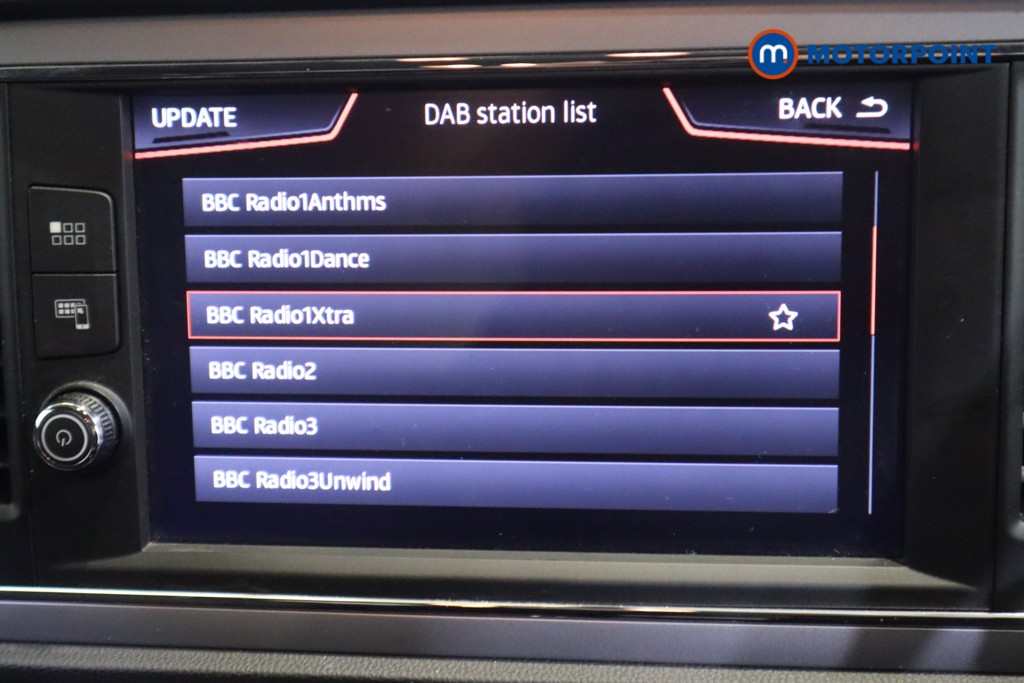 m MOTORPOINT
UPDATE
DAB station list
BACK
BBC Radio1Anthms
BBC Radio1Dance
BBC Radio1Xtra
BBC Radio2
BBC Radio3
BBC Radio3Unwind